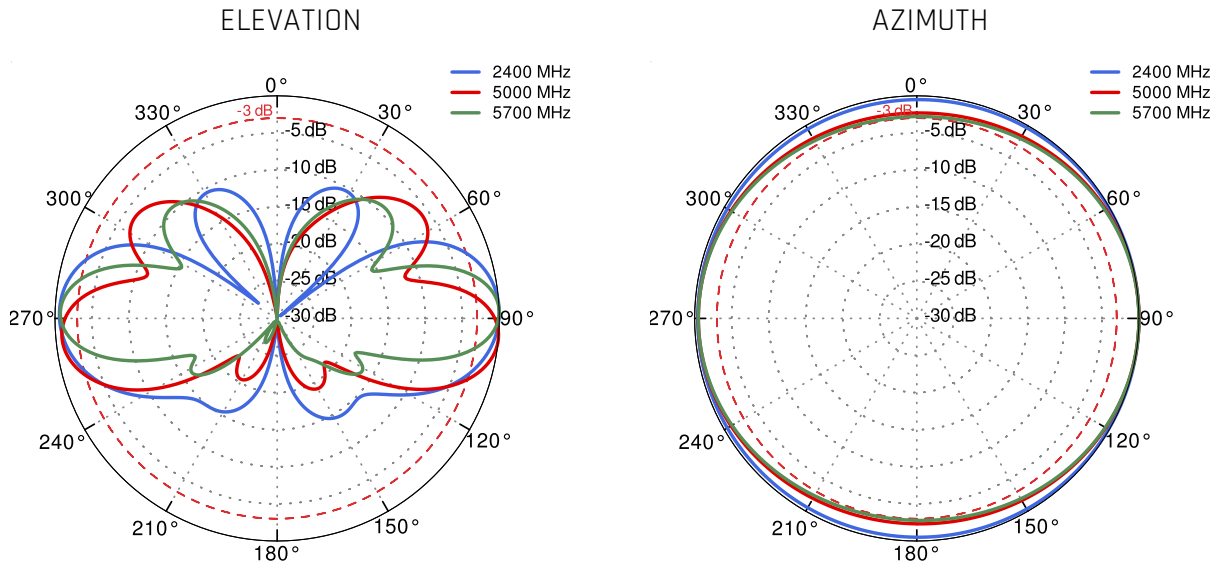 ELEVATION
2400 MHz
5000 MHz
5700 MHz
0°
-3 dB
330°
30°
-5 dB
-10 dB
300°
60°
-15 dB
-20 dB
-25 dB
270°
-30 dB
90°
240°
120°
210°
150°
180°
AZIMUTH
2400 MHz
5000 MHz
5700 MHz
0°
-3 dB
330°
30°
-5 dB
-10 dB
300°
60°
-15 dB
-20 dB
-25 dB
270°
-30 dB
90°
240°
120°
210°
150°
180°